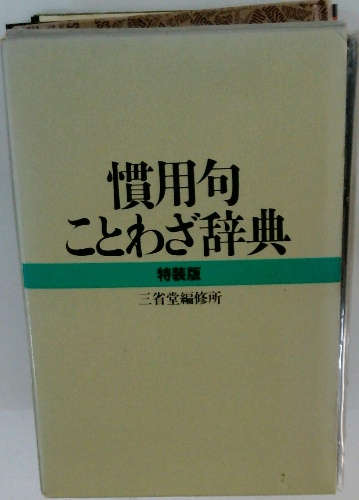 慣用句
ことわざ辞典
特装版
三省堂編修所